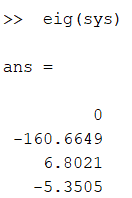 >> eig(sys)
ans =
0
-160.6649
6.8021
-5.3505